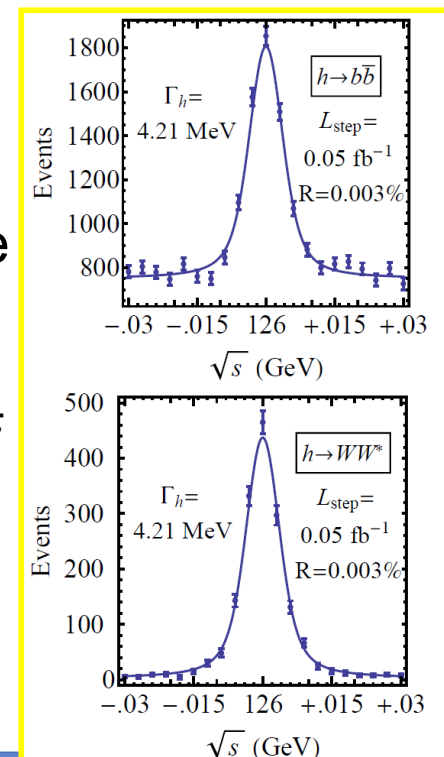 1800
1600
1400
1200
1000
800
Events
Γh=
4.21 MeV
h→bb̅
Lstep=
0.05 fb⁻¹
R=0.003%
−.03 −.015 126 +.015 +.03
√s (GeV)
e
500
400
300
200
100
0
Events
Γh=
4.21 MeV
h→WW*
Lstep=
0.05 fb⁻¹
R=0.003%
−.03 −.015 126 +.015 +.03
√s (GeV)